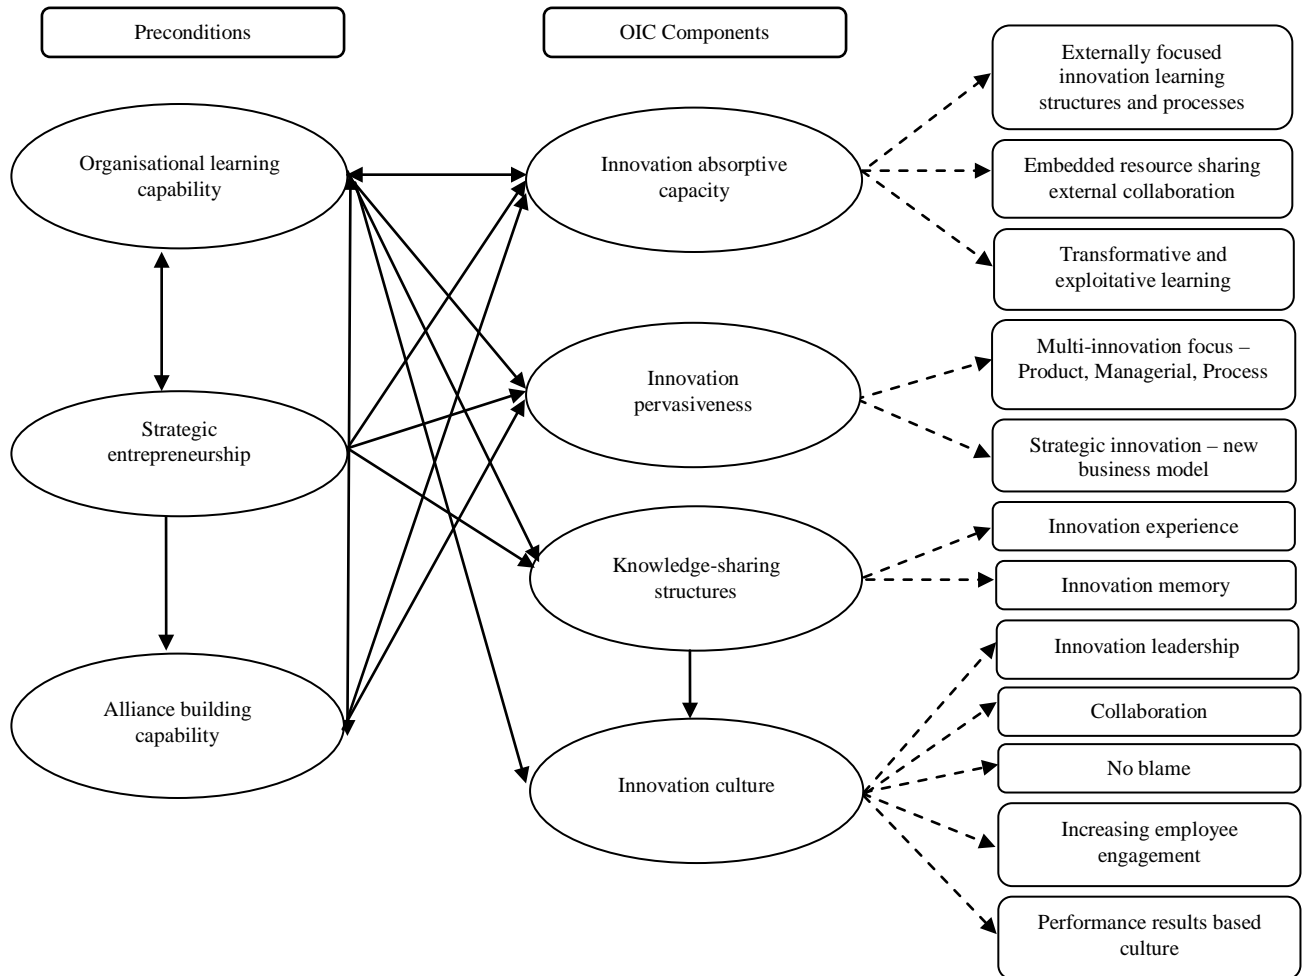 Preconditions
OIC Components
Organisational learning
capability
Strategic
entrepreneurship
Alliance building
capability
Innovation absorptive
capacity
Innovation
pervasiveness
Knowledge-sharing
structures
Innovation culture
Externally focused
innovation learning
structures and processes
Embedded resource sharing
external collaboration
Transformative and
exploitative learning
Multi-innovation focus –
Product, Managerial, Process
Strategic innovation – new
business model
Innovation experience
Innovation memory
Innovation leadership
Collaboration
No blame
Increasing employee
engagement
Performance results based
culture